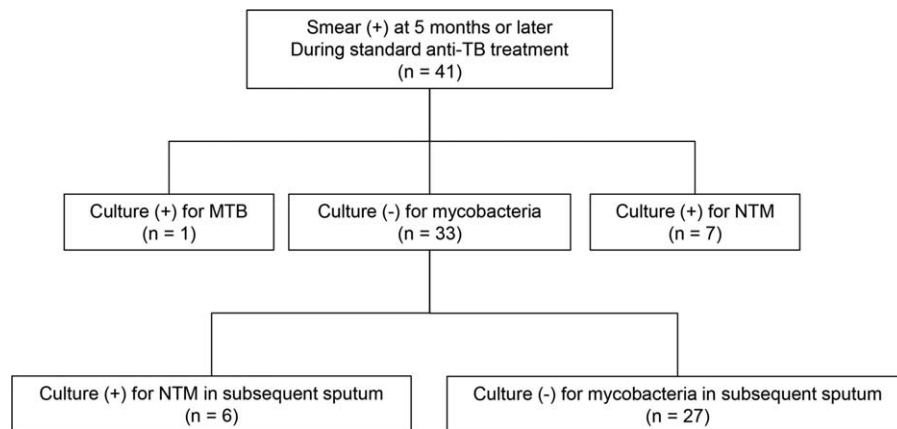 Smear (+) at 5 months or later
During standard anti-TB treatment
(n = 41)
Culture (+) for MTB
(n = 1)
Culture (-) for mycobacteria
(n = 33)
Culture (+) for NTM
(n = 7)
Culture (+) for NTM in subsequent sputum
(n = 6)
Culture (-) for mycobacteria in subsequent sputum
(n = 27)